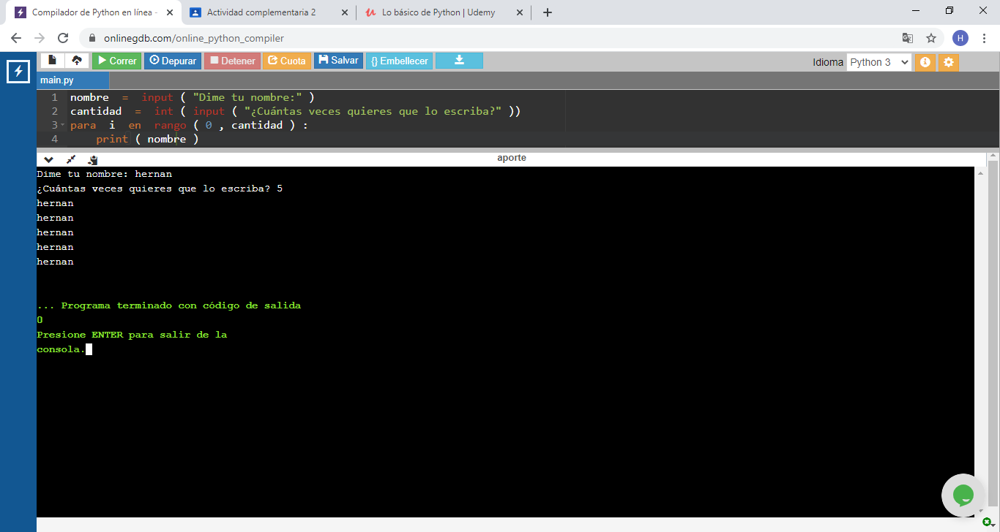 Compilador de Python en línea -
Actividad complementaria 2
Lo básico de Python | Udemy
onlinegdb.com/online_python_compiler
H
Correr Depurar Detener Cuota Salvar {} Embellecer
Idioma Python 3
main.py
1 nombre = input ( "Dime tu nombre:" )
2 cantidad = int ( input ( "¿Cuántas veces quieres que lo escriba?" ))
3 para i en rango ( 0 , cantidad ) :
4 print ( nombre )
aporte
Dime tu nombre: hernan
¿Cuántas veces quieres que lo escriba? 5
hernan
hernan
hernan
hernan
hernan
... Programa terminado con código de salida
0
Presione ENTER para salir de la
consola.